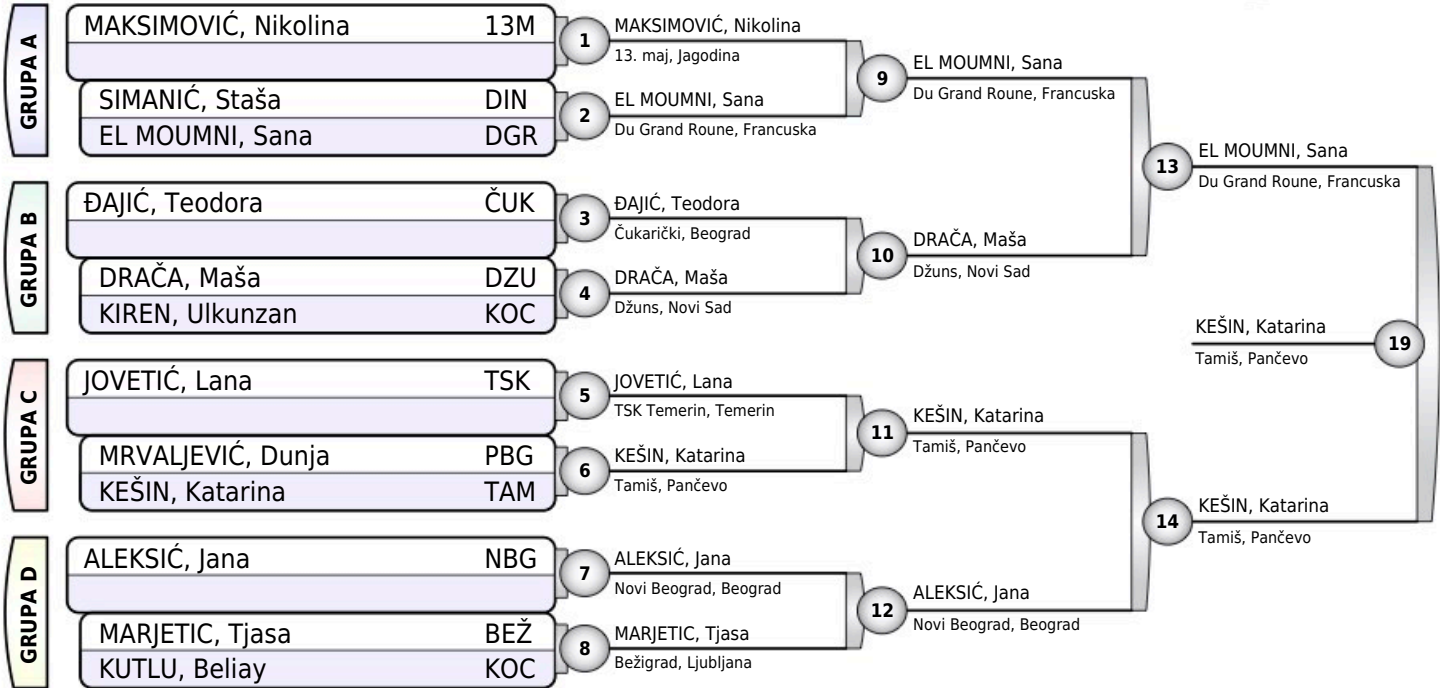 GRUPA A
MAKSIMOVIĆ, Nikolina 13M
SIMANIĆ, Staša DIN
EL MOUMNI, Sana DGR
GRUPA B
ĐAJIĆ, Teodora ČUK
DRAČA, Maša DZU
KIREN, Ulkunzan KOC
GRUPA C
JOVETIĆ, Lana TSK
MRVALJEVIĆ, Dunja PBG
KEŠIN, Katarina TAM
GRUPA D
ALEKSIĆ, Jana NBG
MARJETIC, Tjasa BEŽ
KUTLU, Beliay KOC
1
MAKSIMOVIĆ, Nikolina
13. maj, Jagodina
2
EL MOUMNI, Sana
Du Grand Roune, Francuska
3
ĐAJIĆ, Teodora
Čukarički, Beograd
4
DRAČA, Maša
Džuns, Novi Sad
5
JOVETIĆ, Lana
TSK Temerin, Temerin
6
KEŠIN, Katarina
Tamiš, Pančevo
7
ALEKSIĆ, Jana
Novi Beograd, Beograd
8
MARJETIC, Tjasa
Bežigrad, Ljubljana
9
EL MOUMNI, Sana
Du Grand Roune, Francuska
10
DRAČA, Maša
Džuns, Novi Sad
11
KEŠIN, Katarina
Tamiš, Pančevo
12
ALEKSIĆ, Jana
Novi Beograd, Beograd
13
EL MOUMNI, Sana
Du Grand Roune, Francuska
14
KEŠIN, Katarina
Tamiš, Pančevo
KEŠIN, Katarina
Tamiš, Pančevo
19